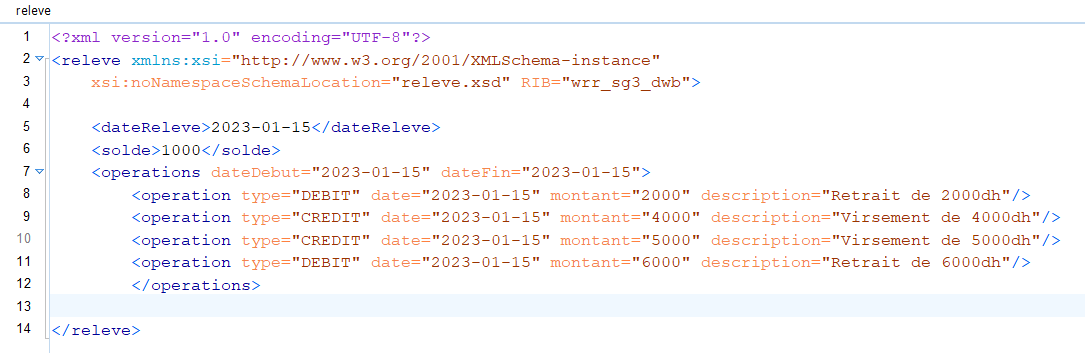 releve
1 <?xml version="1.0" encoding="UTF-8"?>
2 <releve xmlns:xsi="http://www.w3.org/2001/XMLSchema-instance"
3     xsi:noNamespaceSchemaLocation="releve.xsd" RIB="wrr_sg3_dwb">
4
5     <dateReleve>2023-01-15</dateReleve>
6     <solde>1000</solde>
7     <operations dateDebut="2023-01-15" dateFin="2023-01-15">
8         <operation type="DEBIT" date="2023-01-15" montant="2000" description="Retrait de 2000dh"/>
9         <operation type="CREDIT" date="2023-01-15" montant="4000" description="Virsement de 4000dh"/>
10         <operation type="CREDIT" date="2023-01-15" montant="5000" description="Virsement de 5000dh"/>
11         <operation type="DEBIT" date="2023-01-15" montant="6000" description="Retrait de 6000dh"/>
12         </operations>
13
14 </releve>